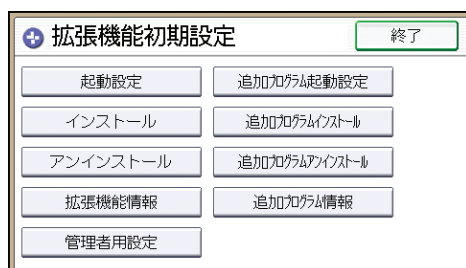 拡張機能初期設定 終了
起動設定 追加ﾌﾟﾛｸﾞﾗﾑ起動設定
インストール 追加ﾌﾟﾛｸﾞﾗﾑｲﾝｽﾄｰﾙ
アンインストール 追加ﾌﾟﾛｸﾞﾗﾑｱﾝｲﾝｽﾄｰﾙ
拡張機能情報 追加ﾌﾟﾛｸﾞﾗﾑ情報
管理者用設定